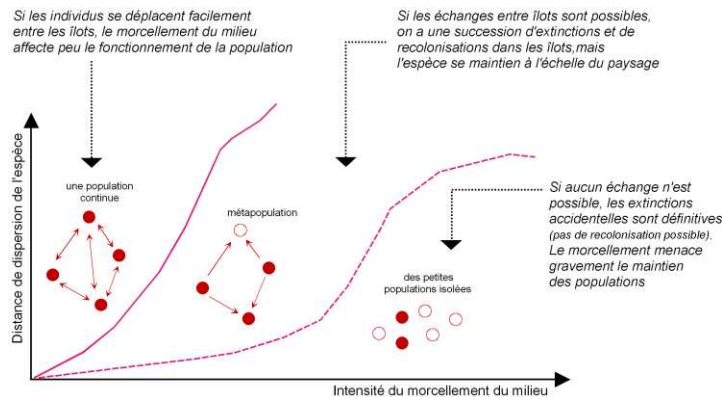 Si les individus se déplacent facilement
entre les îlots, le morcellement du milieu
affecte peu le fonctionnement de la population
Si les échanges entre îlots sont possibles,
on a une succession d'extinctions et de
recolonisations dans les îlots,mais
l'espèce se maintien à l'échelle du paysage
Distance de dispersion de l'espèce
une population
continue
métapopulation
des petites
populations isolées
Si aucun échange n'est
possible, les extinctions
accidentelles sont définitives
(pas de recolonisation possible).
Le morcellement menace
gravement le maintien
des populations
Intensité du morcellement du milieu